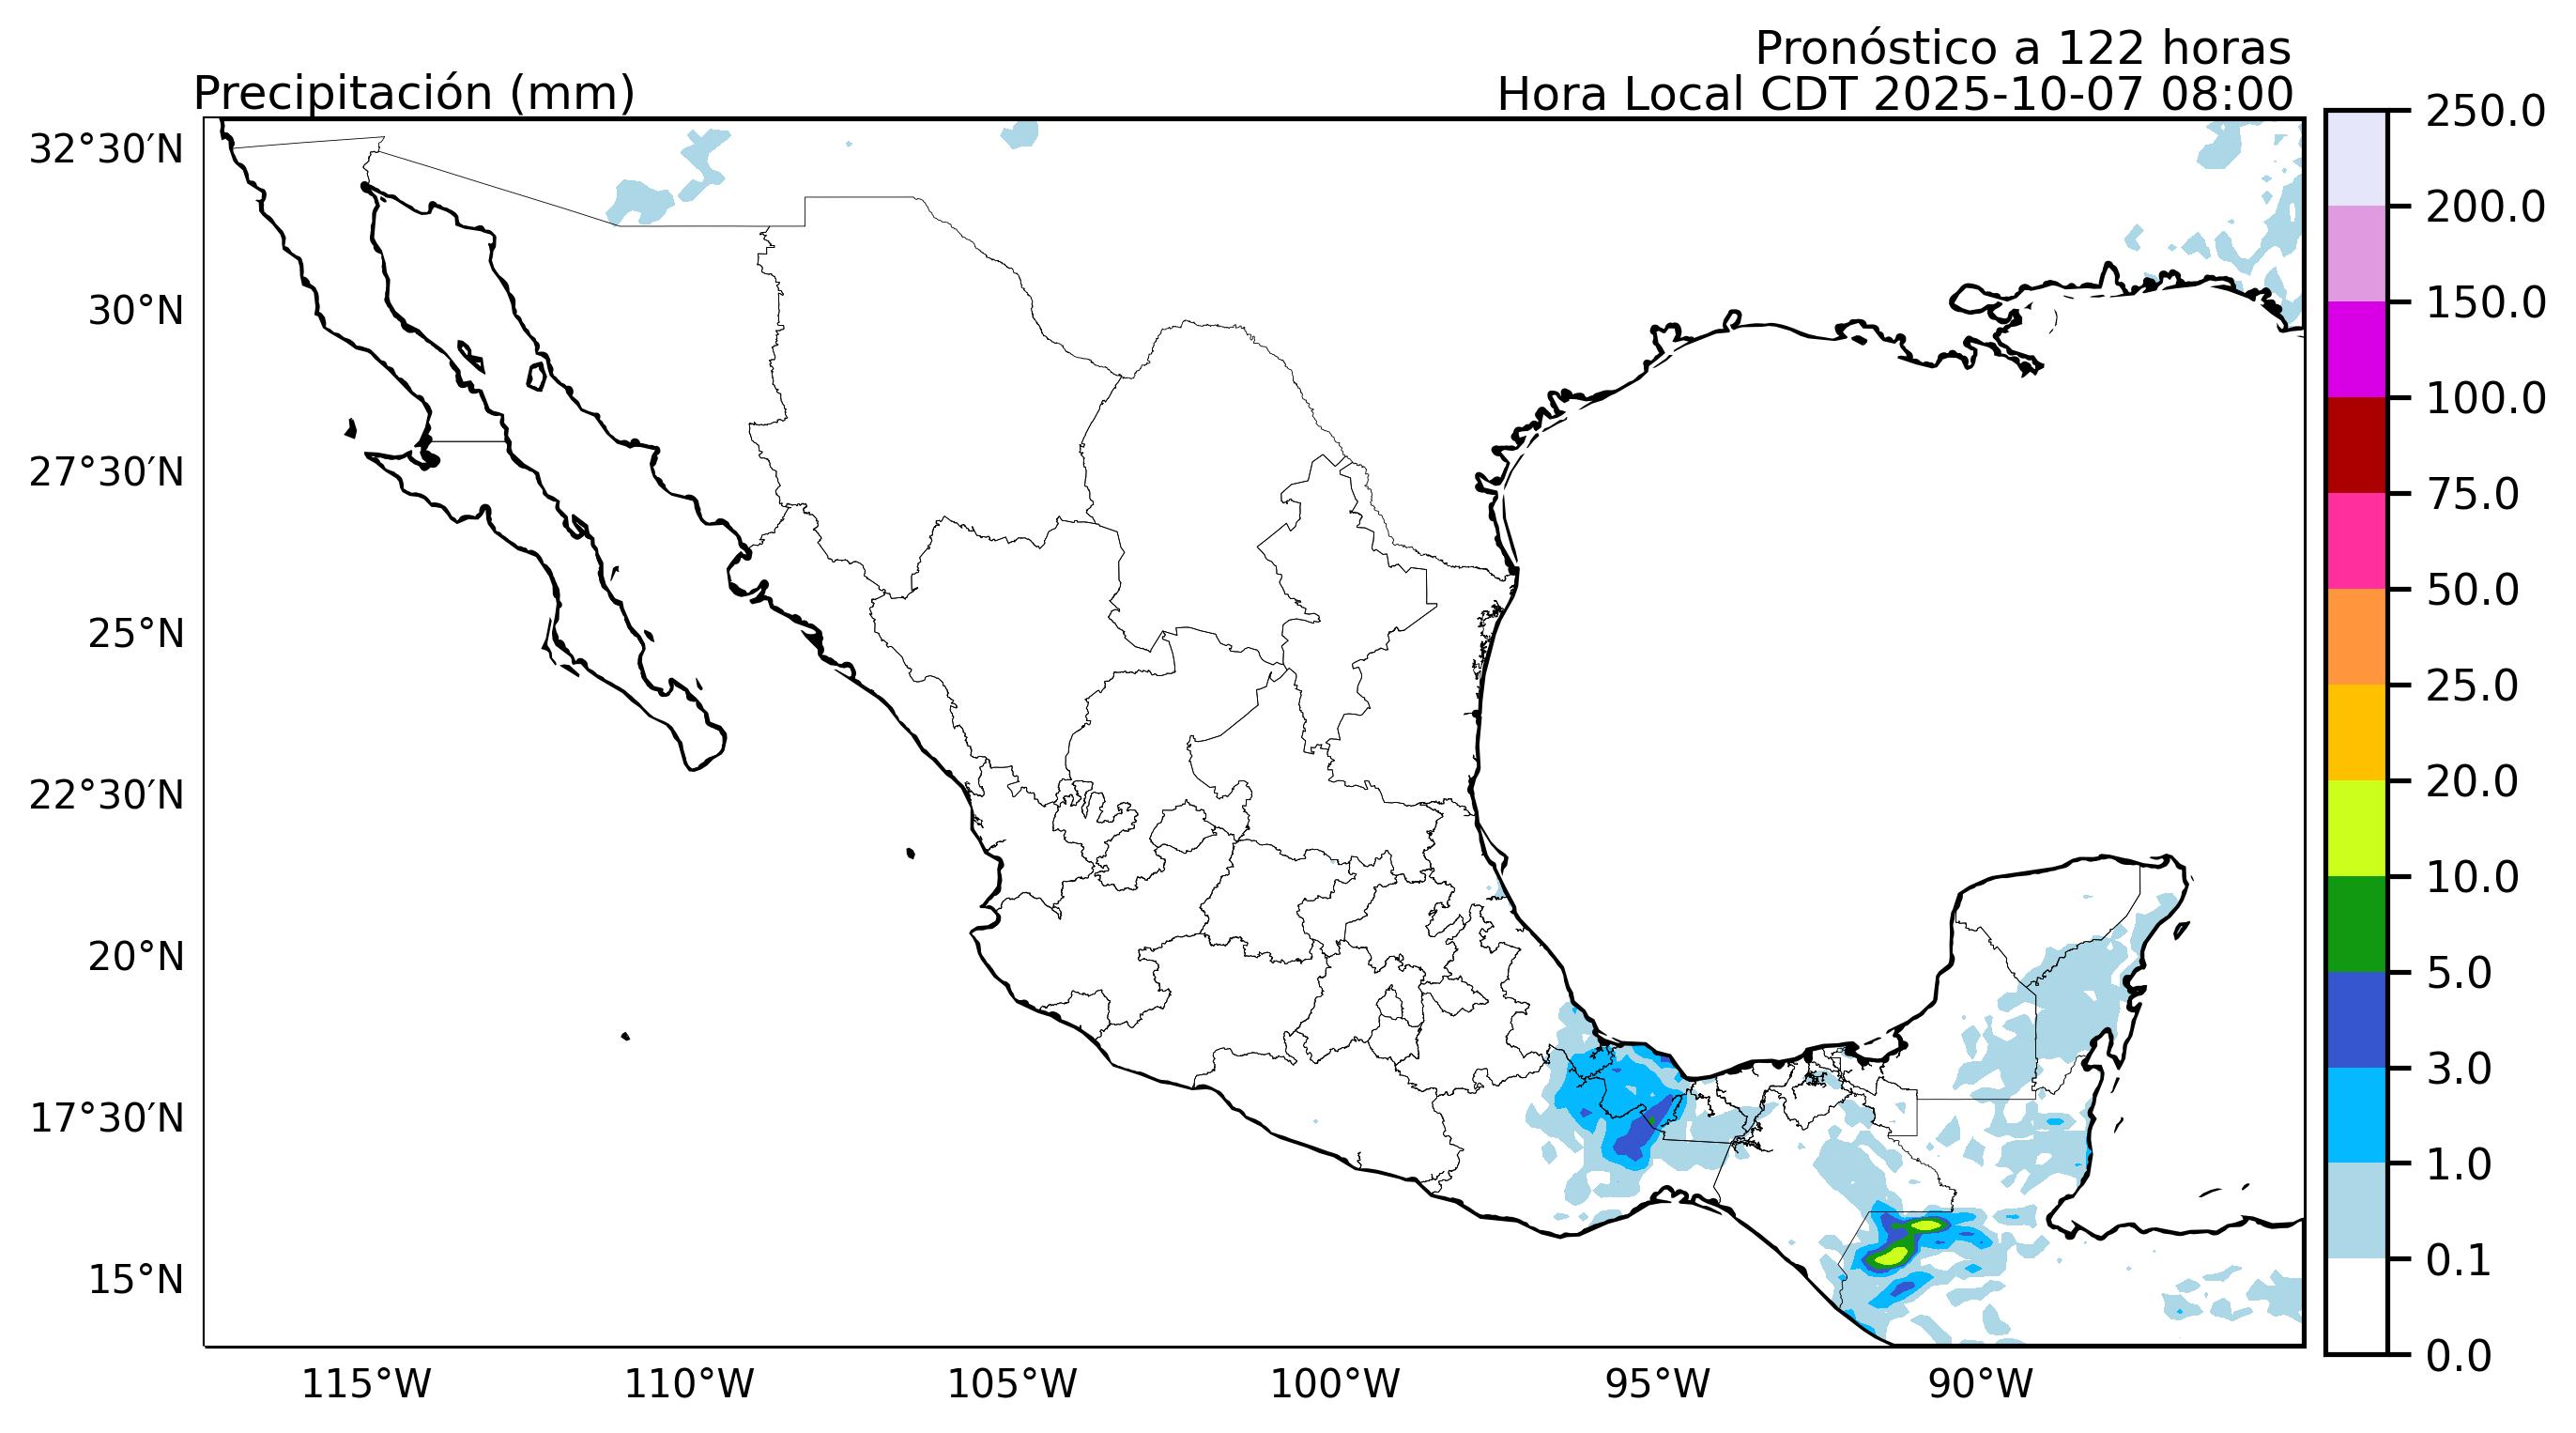 Pronóstico a 122 horas
Precipitación (mm)
Hora Local CDT 2025-10-07 08:00
32°30′N
30°N
27°30′N
25°N
22°30′N
20°N
17°30′N
15°N
115°W
110°W
105°W
100°W
95°W
90°W
250.0
200.0
150.0
100.0
75.0
50.0
25.0
20.0
10.0
5.0
3.0
1.0
0.1
0.0